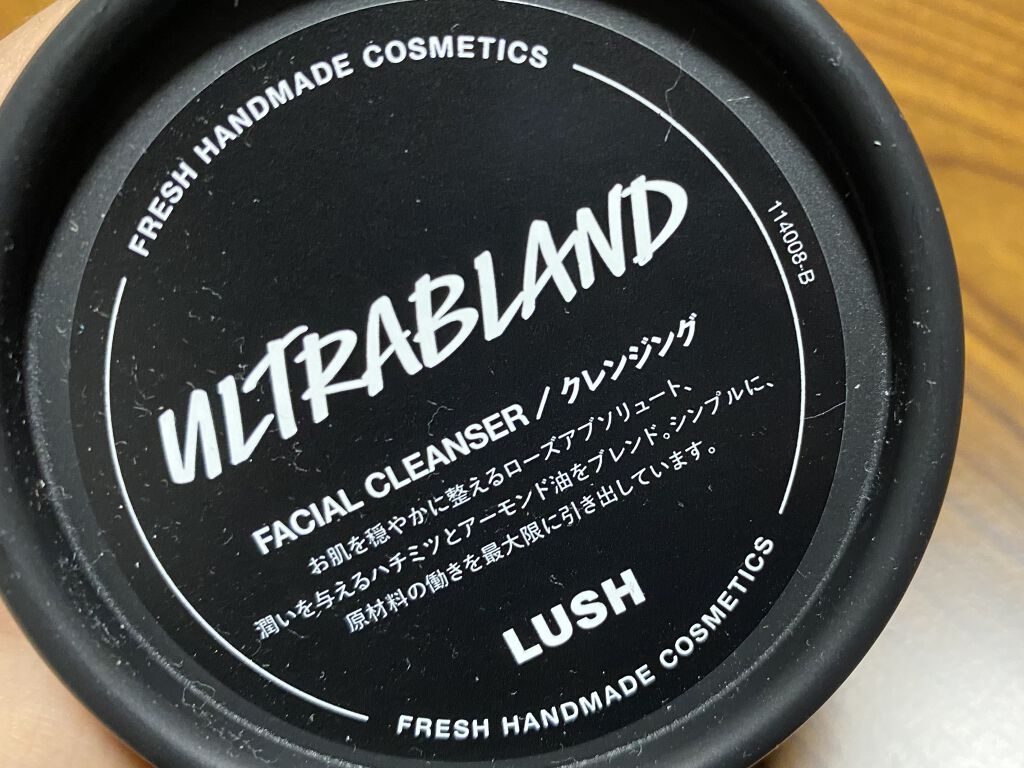 FRESH HANDMADE COSMETICS
114008-B
ULTRABLAND
FACIAL CLEANSER / クレンジング
お肌を穏やかに整えるローズアブソリュート、
潤いを与えるハチミツとアーモンド油をブレンド。シンプルに、
原材料の働きを最大限に引き出しています。
LUSH
FRESH HANDMADE COSMETICS